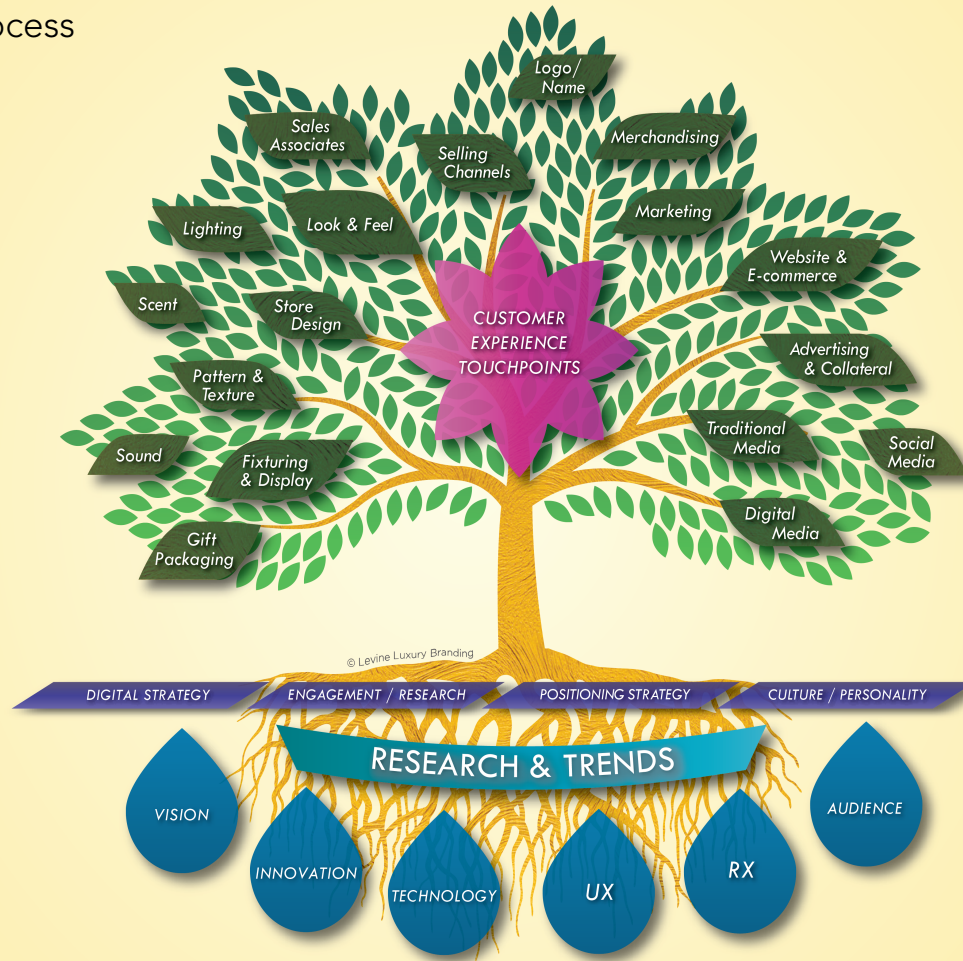 ocess
Logo/
Name
Sales
Associates
Selling
Channels
Merchandising
Lighting
Look & Feel
Marketing
Website &
E-commerce
Scent
Store
Design
CUSTOMER
EXPERIENCE
TOUCHPOINTS
Advertising
& Collateral
Pattern &
Texture
Traditional
Media
Social
Media
Sound
Fixturing
& Display
Digital
Media
Gift
Packaging
© Levine Luxury Branding
DIGITAL STRATEGY
ENGAGEMENT / RESEARCH
POSITIONING STRATEGY
CULTURE / PERSONALITY
RESEARCH & TRENDS
VISION
INNOVATION
TECHNOLOGY
UX
RX
AUDIENCE